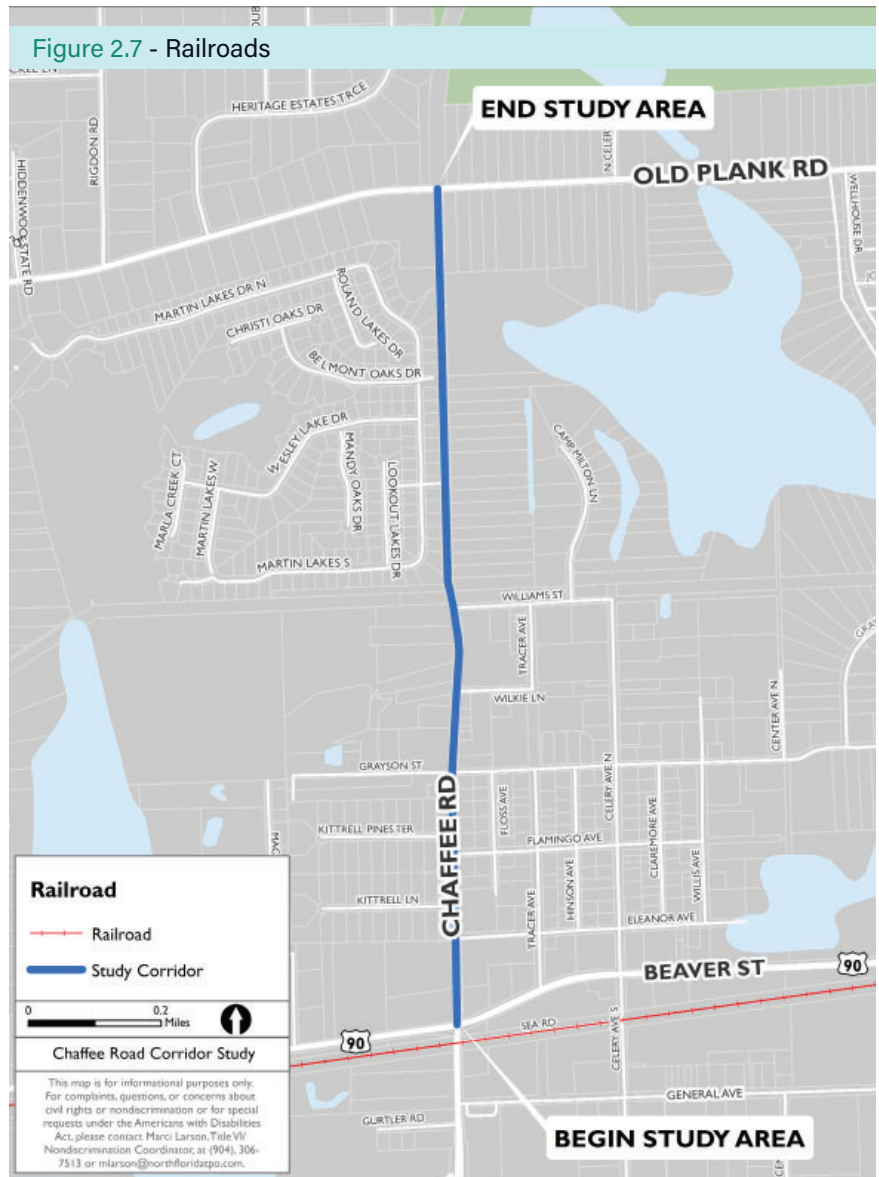 Figure 2.7 - Railroads
HERITAGE ESTATES TRCE
RIGDON RD
END STUDY AREA
OLD PLANK RD
WELLHOUSE DR
MARTIN LAKES DR N
ROLAND LAKES DR
CHRISTI OAKS DR
BELMONT OAKS DR
WESLEY LAKE DR
MANDY OAKS DR
LOOKOUT LAKES DR
MARLA CREEK CT
MARTIN LAKES W
MARTIN LAKES S
CAMP MILTON LN
WILLIAMS ST
TRACER AVE
WILKIE LN
CELERY AVE N
CENTER AVE N
GRAYSON ST
CHAFFEE RD
FLOSS AVE
KITTRELL PINES TER
FLAMINGO AVE
HINSON AVE
CLAREMORE AVE
WILLIS AVE
KITTRELL LN
TRACER AVE
ELEANOR AVE
BEAVER ST
90
90
SEA RD
CELERY AVE S
GENERAL AVE
GURTLER RD
BEGIN STUDY AREA
Railroad
Railroad
Study Corridor
0 0.2
Miles
Chaffee Road Corridor Study
This map is for informational purposes only.
For complaints, questions, or concerns about
civil rights or nondiscrimination or for special
requests under the Americans with Disabilities
Act, please contact Marci Larson, Title VI/
Nondiscrimination Coordinator, at (904), 306-
7513 or mlarson@northfloridatpo.com.